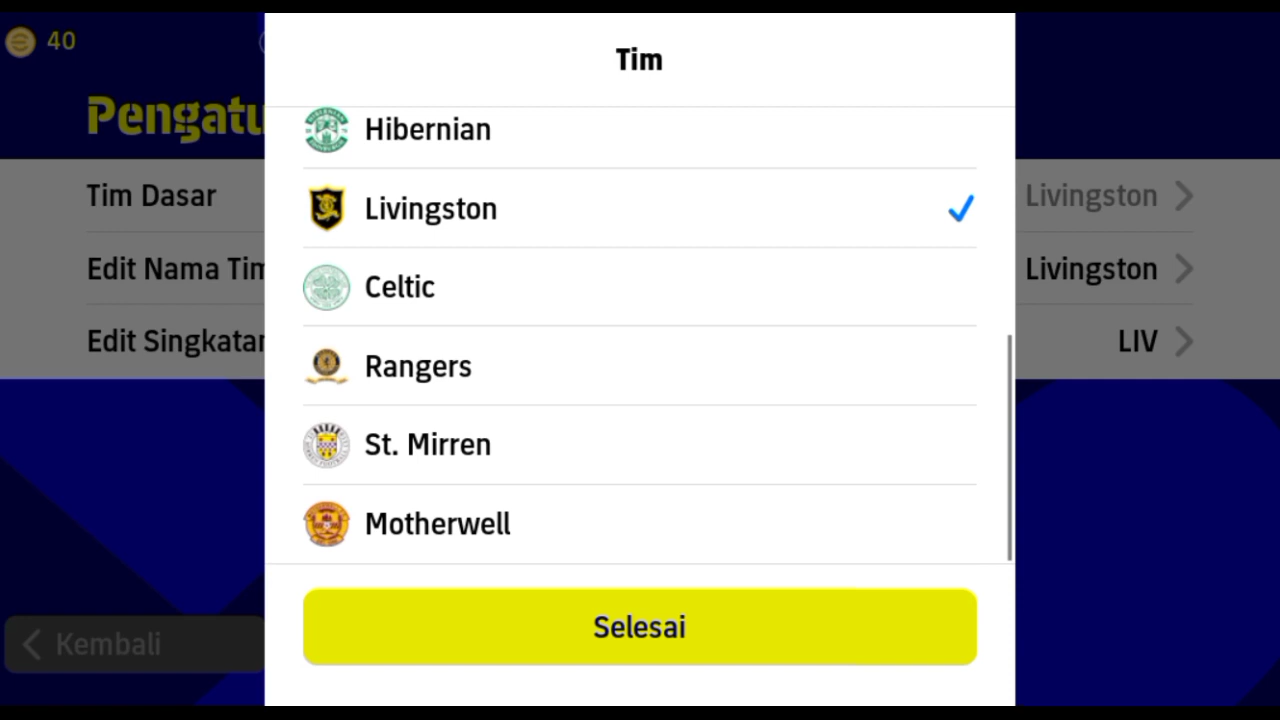 40
Tim
Pengatu
Hibernian
Tim Dasar
Livingston
Livingston
Edit Nama Tim
Livingston
Celtic
Edit Singkatan
LIV
Rangers
St. Mirren
Motherwell
Selesai
Kembali